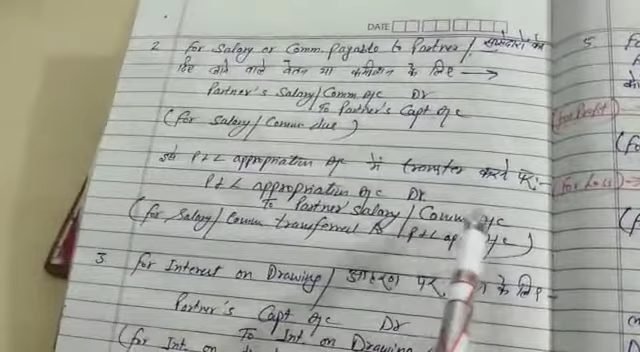 DATE
2 For Salary or Comm. Payable to Partner / साझेदारों को
दिए जाने वाले वेतन या कमीशन के लिए →
Partner's Salary/Comm. A/c Dr
To Partner's Capt A/c
(For Salary/Comm due)
इसे P&L appropriation A/c में transfer करने पर:-
P&L appropriation A/c Dr
To Partner Salary / Comm A/c
(for Salary/Comm transferred to P&L
3 For Interest on Drawing / आहरण पर के लिए -
Partner's Capt A/c Dr
To Int. on Drawing
(for Int. on
5
(For Profit)
(For Loss) →